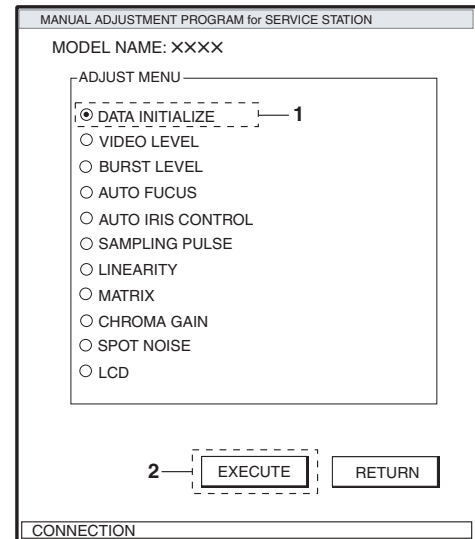 MANUAL ADJUSTMENT PROGRAM for SERVICE STATION
MODEL NAME: XXXX
ADJUST MENU
DATA INITIALIZE 1
VIDEO LEVEL
BURST LEVEL
AUTO FUCUS
AUTO IRIS CONTROL
SAMPLING PULSE
LINEARITY
MATRIX
CHROMA GAIN
SPOT NOISE
LCD
2 EXECUTE RETURN
CONNECTION